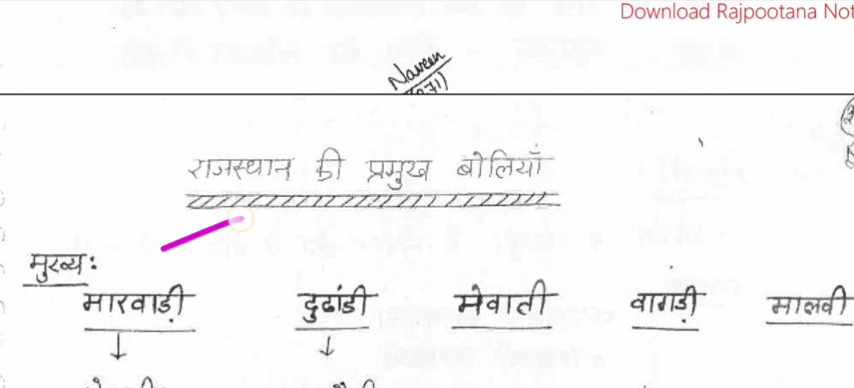 Download Rajpootana Not
Naveen
राजस्थान की प्रमुख बोलियाँ
मुख्य:
मारवाड़ी दुढांडी मेवाती वागड़ी मालवी